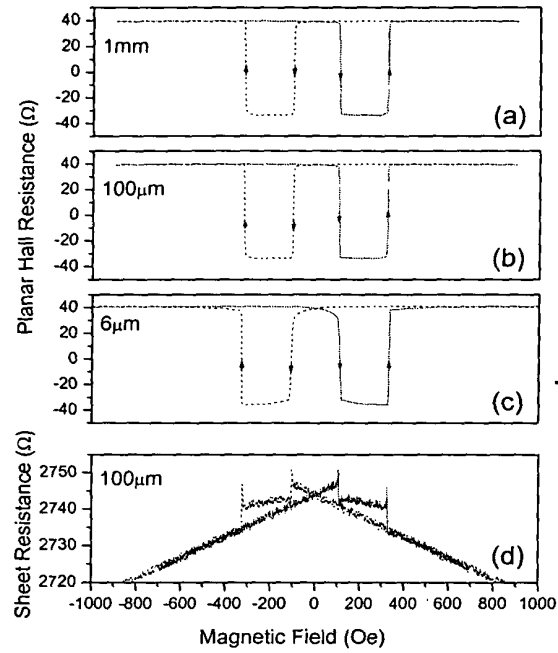 40
20
0
-20
-40
1mm
(a)
40
20
0
-20
-40
100μm
(b)
40
20
0
-20
-40
6μm
(c)
Planar Hall Resistance (Ω)
2750
2740
2730
2720
100μm
(d)
Sheet Resistance (Ω)
-1000 -800 -600 -400 -200 0 200 400 600 800 1000
Magnetic Field (Oe)